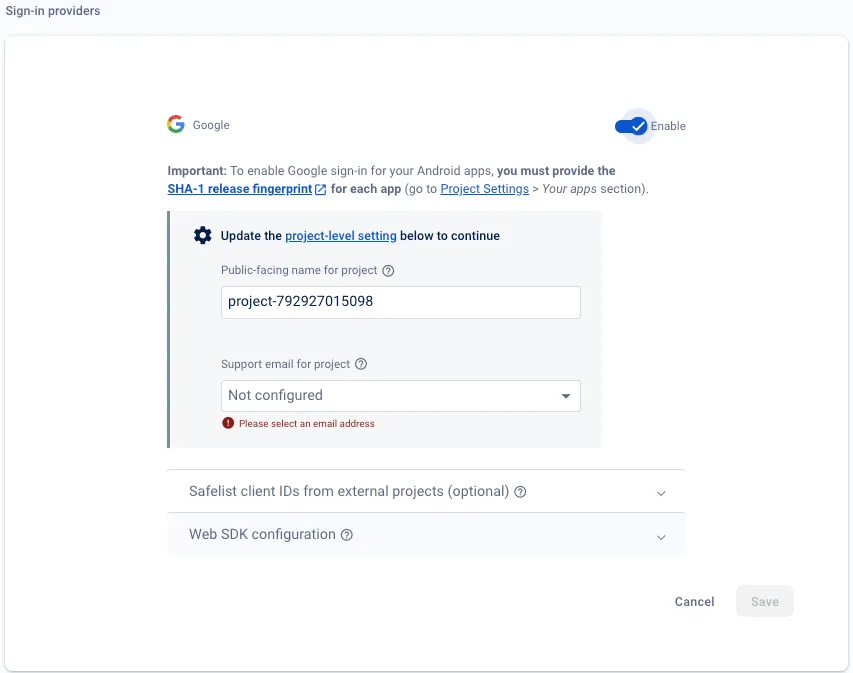 Sign-in providers
Google
Enable
Important: To enable Google sign-in for your Android apps, you must provide the
SHA-1 release fingerprint for each app (go to Project Settings > Your apps section).
Update the project-level setting below to continue
Public-facing name for project
project-792927015098
Support email for project
Not configured
Please select an email address
Safelist client IDs from external projects (optional)
Web SDK configuration
Cancel
Save